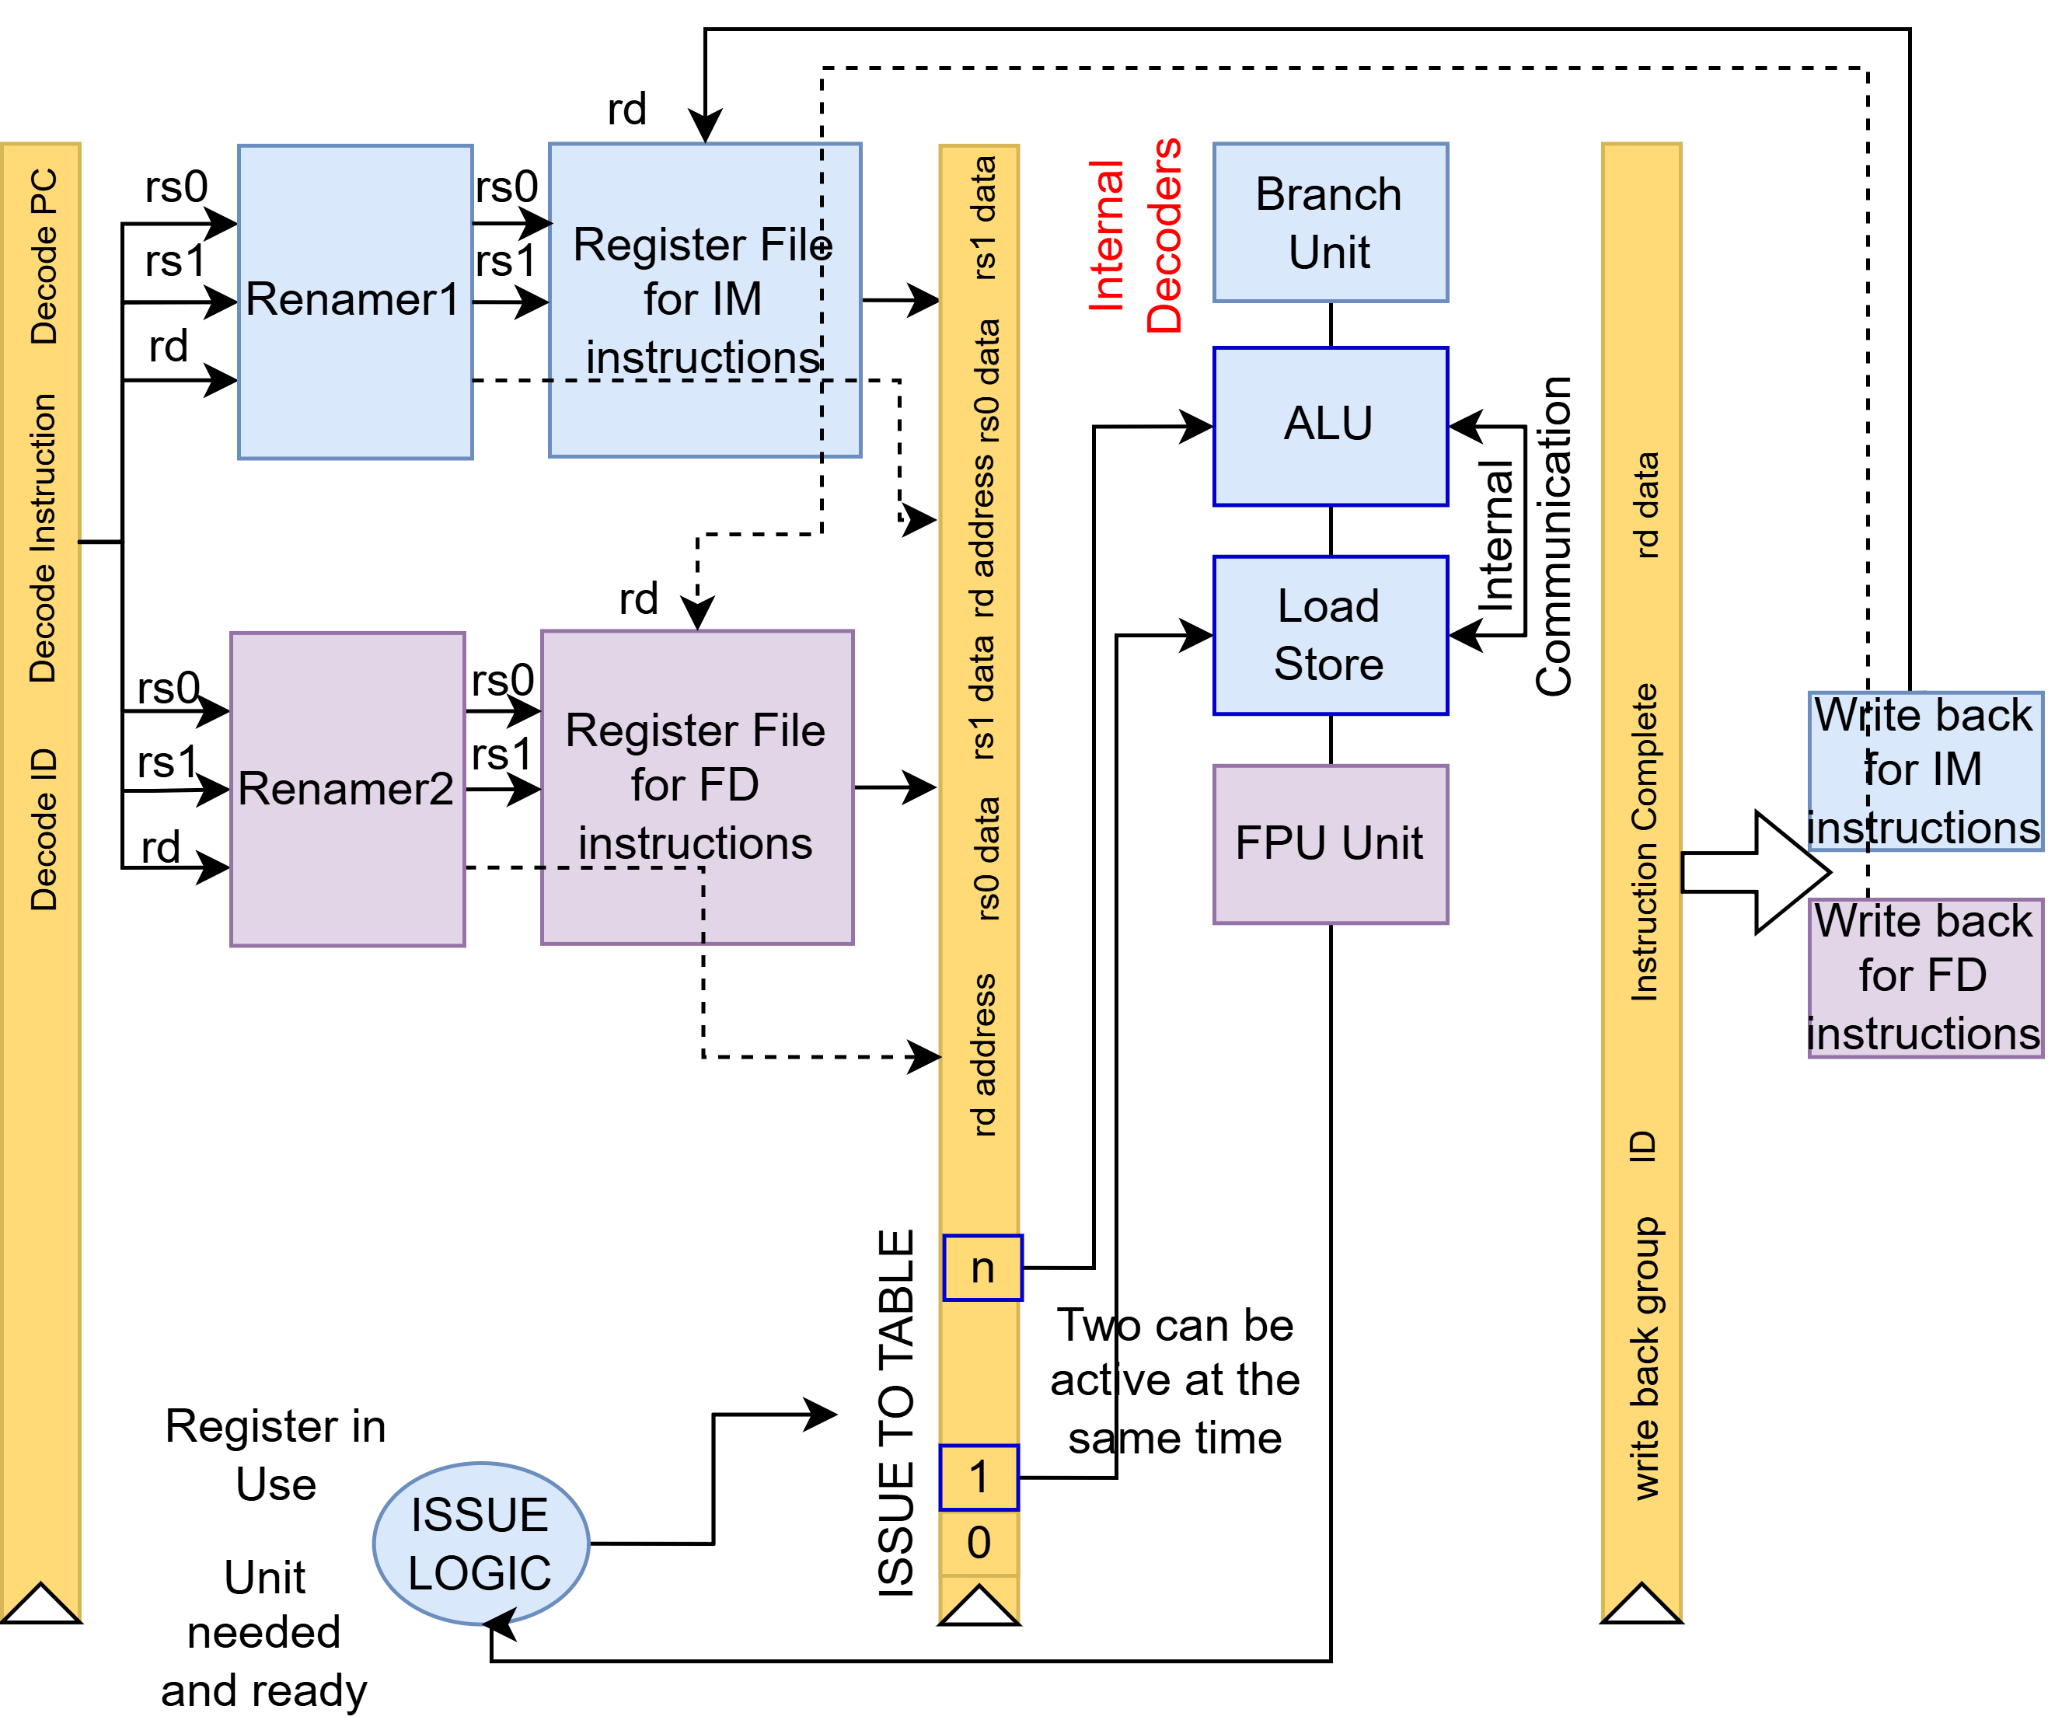 Decode PC
Decode Instruction
Decode ID
rs0
rs1
rd
Renamer1
rs0
rs1
rd
Register File
for IM
instructions
rs0
rs1
rd
Renamer2
rs0
rs1
rd
Register File
for FD
instructions
rs1 data
rs0 data
rd address
rs1 data
rs0 data
rd address
ISSUE TO TABLE
n
1
0
Register in
Use
Unit
needed
and ready
ISSUE
LOGIC
Internal
Decoders
Branch
Unit
ALU
Load
Store
FPU Unit
Internal
Communication
Two can be
active at the
same time
rd data
Instruction Complete
ID
write back group
Write back
for IM
instructions
Write back
for FD
instructions